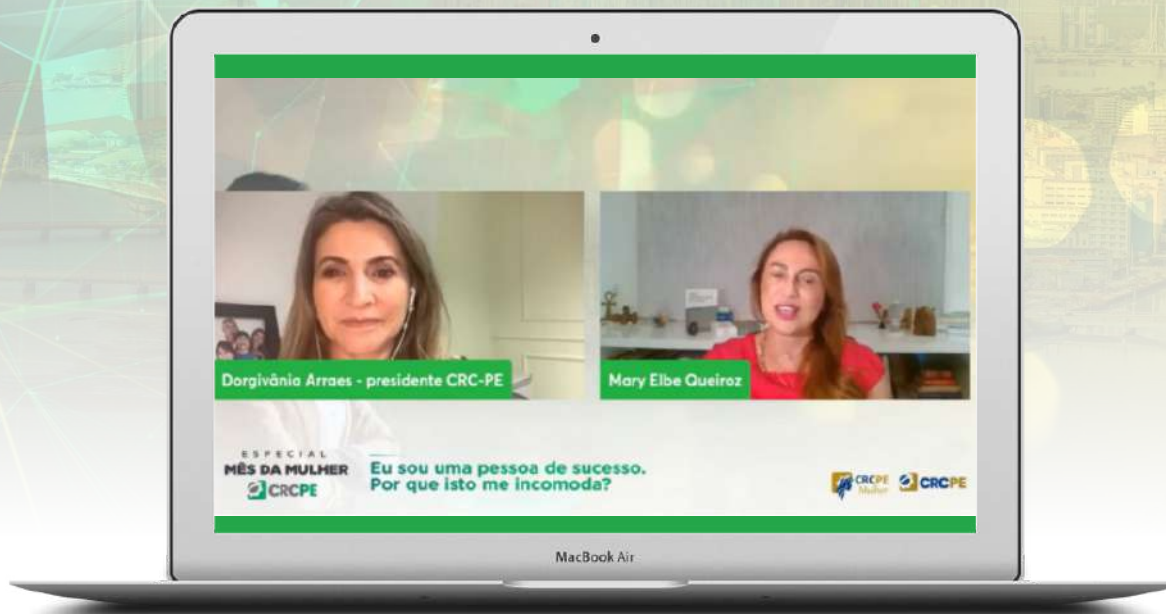 Dorgivânia Arraes - presidente CRC-PE
Mary Elbe Queiroz
ESPECIAL
MÊS DA MULHER
CRCPE
Eu sou uma pessoa de sucesso.
Por que isto me incomoda?
CRCPE
Mulher
CRCPE
MacBook Air